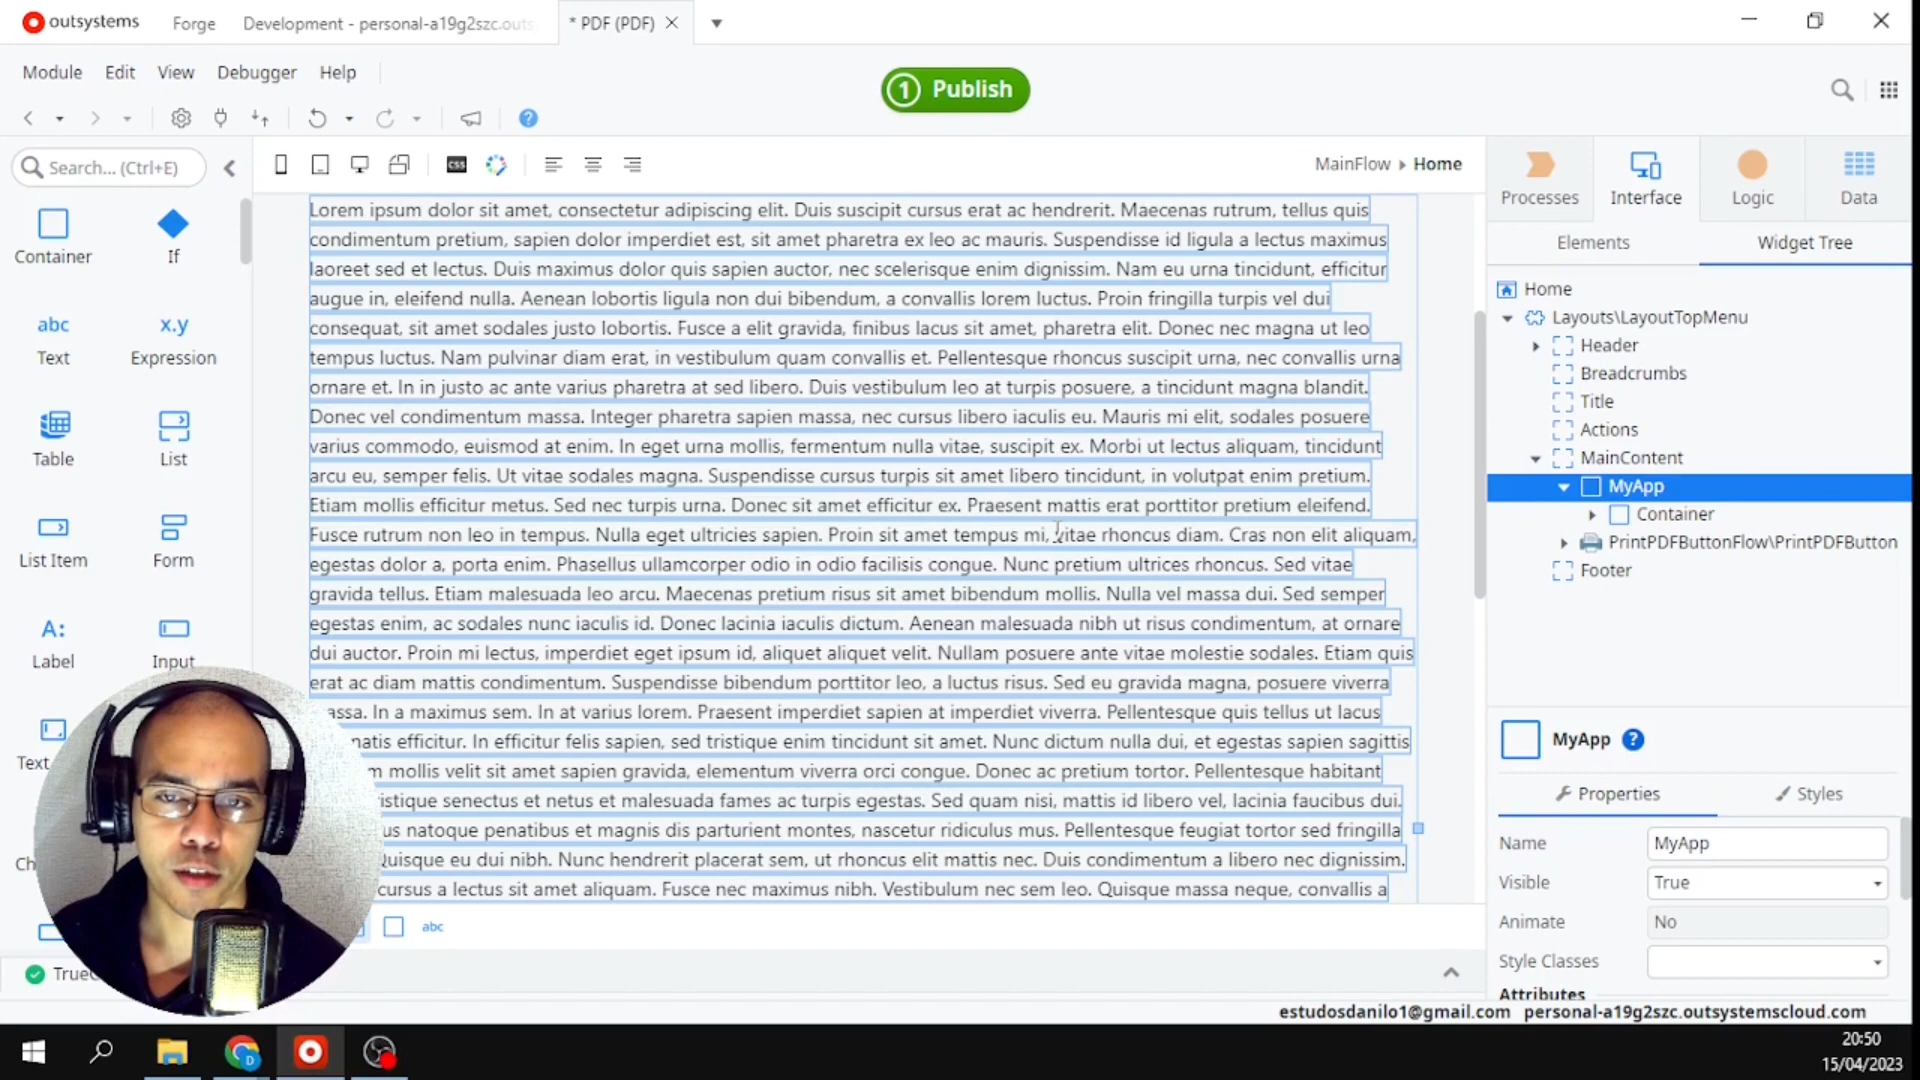 outsystems
Forge
Development - personal-a19g2szc.outs
* PDF (PDF)
Module
Edit
View
Debugger
Help
1 Publish
Search... (Ctrl+E)
css
MainFlow
Home
Processes
Interface
Logic
Data
Elements
Widget Tree
Container
If
abc
Text
x.y
Expression
Table
List
List Item
Form
A:
Label
Input
Text
Ch
Lorem ipsum dolor sit amet, consectetur adipiscing elit. Duis suscipit cursus erat ac hendrerit. Maecenas rutrum, tellus quis
condimentum pretium, sapien dolor imperdiet est, sit amet pharetra ex leo ac mauris. Suspendisse id ligula a lectus maximus
laoreet sed et lectus. Duis maximus dolor quis sapien auctor, nec scelerisque enim dignissim. Nam eu urna tincidunt, efficitur
augue in, eleifend nulla. Aenean lobortis ligula non dui bibendum, a convallis lorem luctus. Proin fringilla turpis vel dui
consequat, sit amet sodales justo lobortis. Fusce a elit gravida, finibus lacus sit amet, pharetra elit. Donec nec magna ut leo
tempus luctus. Nam pulvinar diam erat, in vestibulum quam convallis et. Pellentesque rhoncus suscipit urna, nec convallis urna
ornare et. In in justo ac ante varius pharetra at sed libero. Duis vestibulum leo at turpis posuere, a tincidunt magna blandit.
Donec vel condimentum massa. Integer pharetra sapien massa, nec cursus libero iaculis eu. Mauris mi elit, sodales posuere
varius commodo, euismod at enim. In eget urna mollis, fermentum nulla vitae, suscipit ex. Morbi ut lectus aliquam, tincidunt
arcu eu, semper felis. Ut vitae sodales magna. Suspendisse cursus turpis sit amet libero tincidunt, in volutpat enim pretium.
Etiam mollis efficitur metus. Sed nec turpis urna. Donec sit amet efficitur ex. Praesent mattis erat porttitor pretium eleifend.
Fusce rutrum non leo in tempus. Nulla eget ultricies sapien. Proin sit amet tempus mi, vitae rhoncus diam. Cras non elit aliquam,
egestas dolor a, porta enim. Phasellus ullamcorper odio in odio facilisis congue. Nunc pretium ultrices rhoncus. Sed vitae
gravida tellus. Etiam malesuada leo arcu. Maecenas pretium risus sit amet bibendum mollis. Nulla vel massa dui. Sed semper
egestas enim, ac sodales nunc iaculis id. Donec lacinia iaculis dictum. Aenean malesuada nibh ut risus condimentum, at ornare
dui auctor. Proin mi lectus, imperdiet eget ipsum id, aliquet aliquet velit. Nullam posuere ante vitae molestie sodales. Etiam quis
erat ac diam mattis condimentum. Suspendisse bibendum porttitor leo, a luctus risus. Sed eu gravida magna, posuere viverra
assa. In a maximus sem. In at varius lorem. Praesent imperdiet sapien at imperdiet viverra. Pellentesque quis tellus ut lacus
natis efficitur. In efficitur felis sapien, sed tristique enim tincidunt sit amet. Nunc dictum nulla dui, et egestas sapien sagittis
m mollis velit sit amet sapien gravida, elementum viverra orci congue. Donec ac pretium tortor. Pellentesque habitant
ristique senectus et netus et malesuada fames ac turpis egestas. Sed quam nisi, mattis id libero vel, lacinia faucibus dui.
us natoque penatibus et magnis dis parturient montes, nascetur ridiculus mus. Pellentesque feugiat tortor sed fringilla
Quisque eu dui nibh. Nunc hendrerit placerat sem, ut rhoncus elit mattis nec. Duis condimentum a libero nec dignissim.
cursus a lectus sit amet aliquam. Fusce nec maximus nibh. Vestibulum nec sem leo. Quisque massa neque, convallis a
abc
Home
Layouts\LayoutTopMenu
Header
Breadcrumbs
Title
Actions
MainContent
MyApp
Container
PrintPDFButtonFlow\PrintPDFButton
Footer
MyApp
Properties
Styles
Name
MyApp
Visible
True
Animate
No
Style Classes
Attributes
True
estudosdanilo1@gmail.com personal-a19g2szc.outsystemscloud.com
20:50
15/04/2023